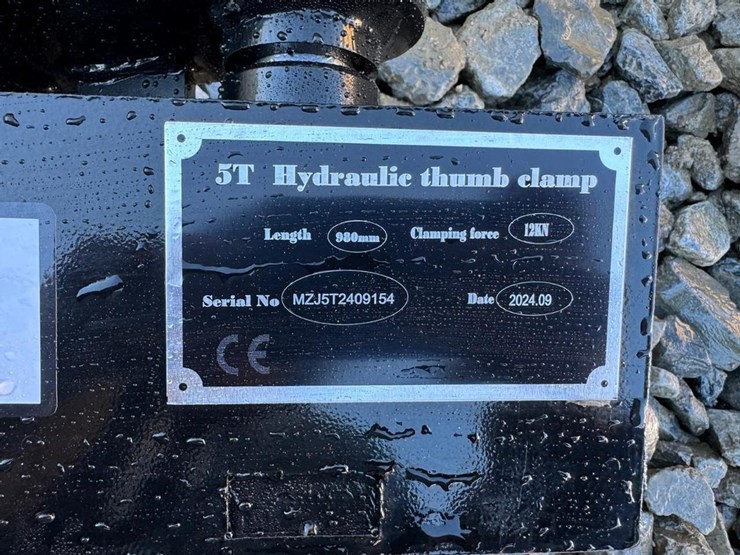 5T Hydraulic thumb clamp
Length 980mm Clamping force 12KN
Serial No MZJ5T2409154 Date 2024.09
CE